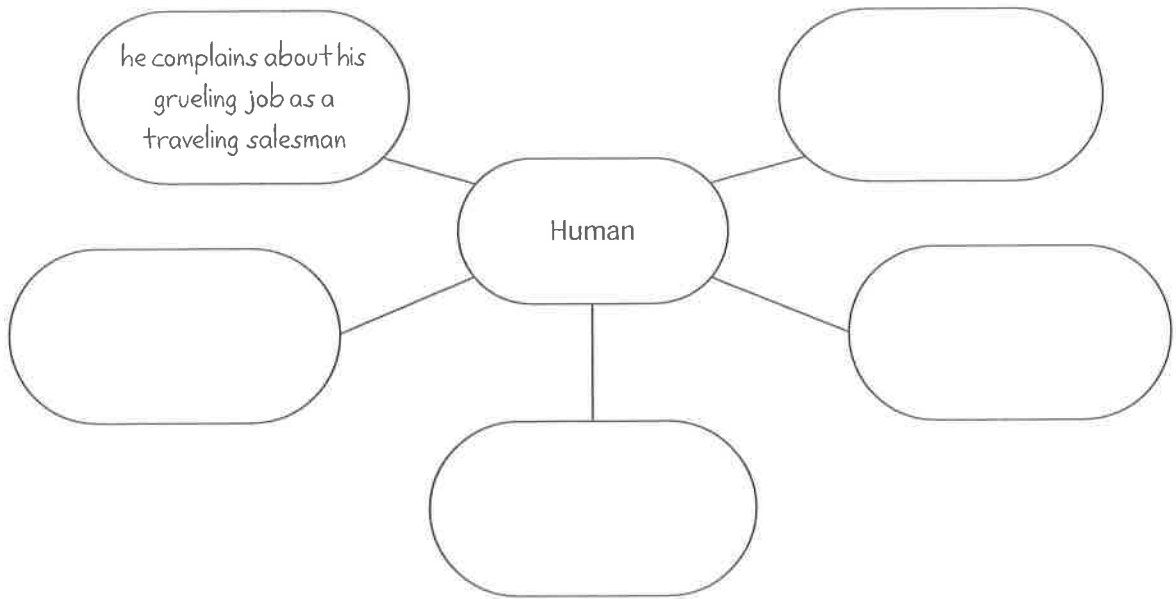 he complains about his
grueling job as a
traveling salesman
Human